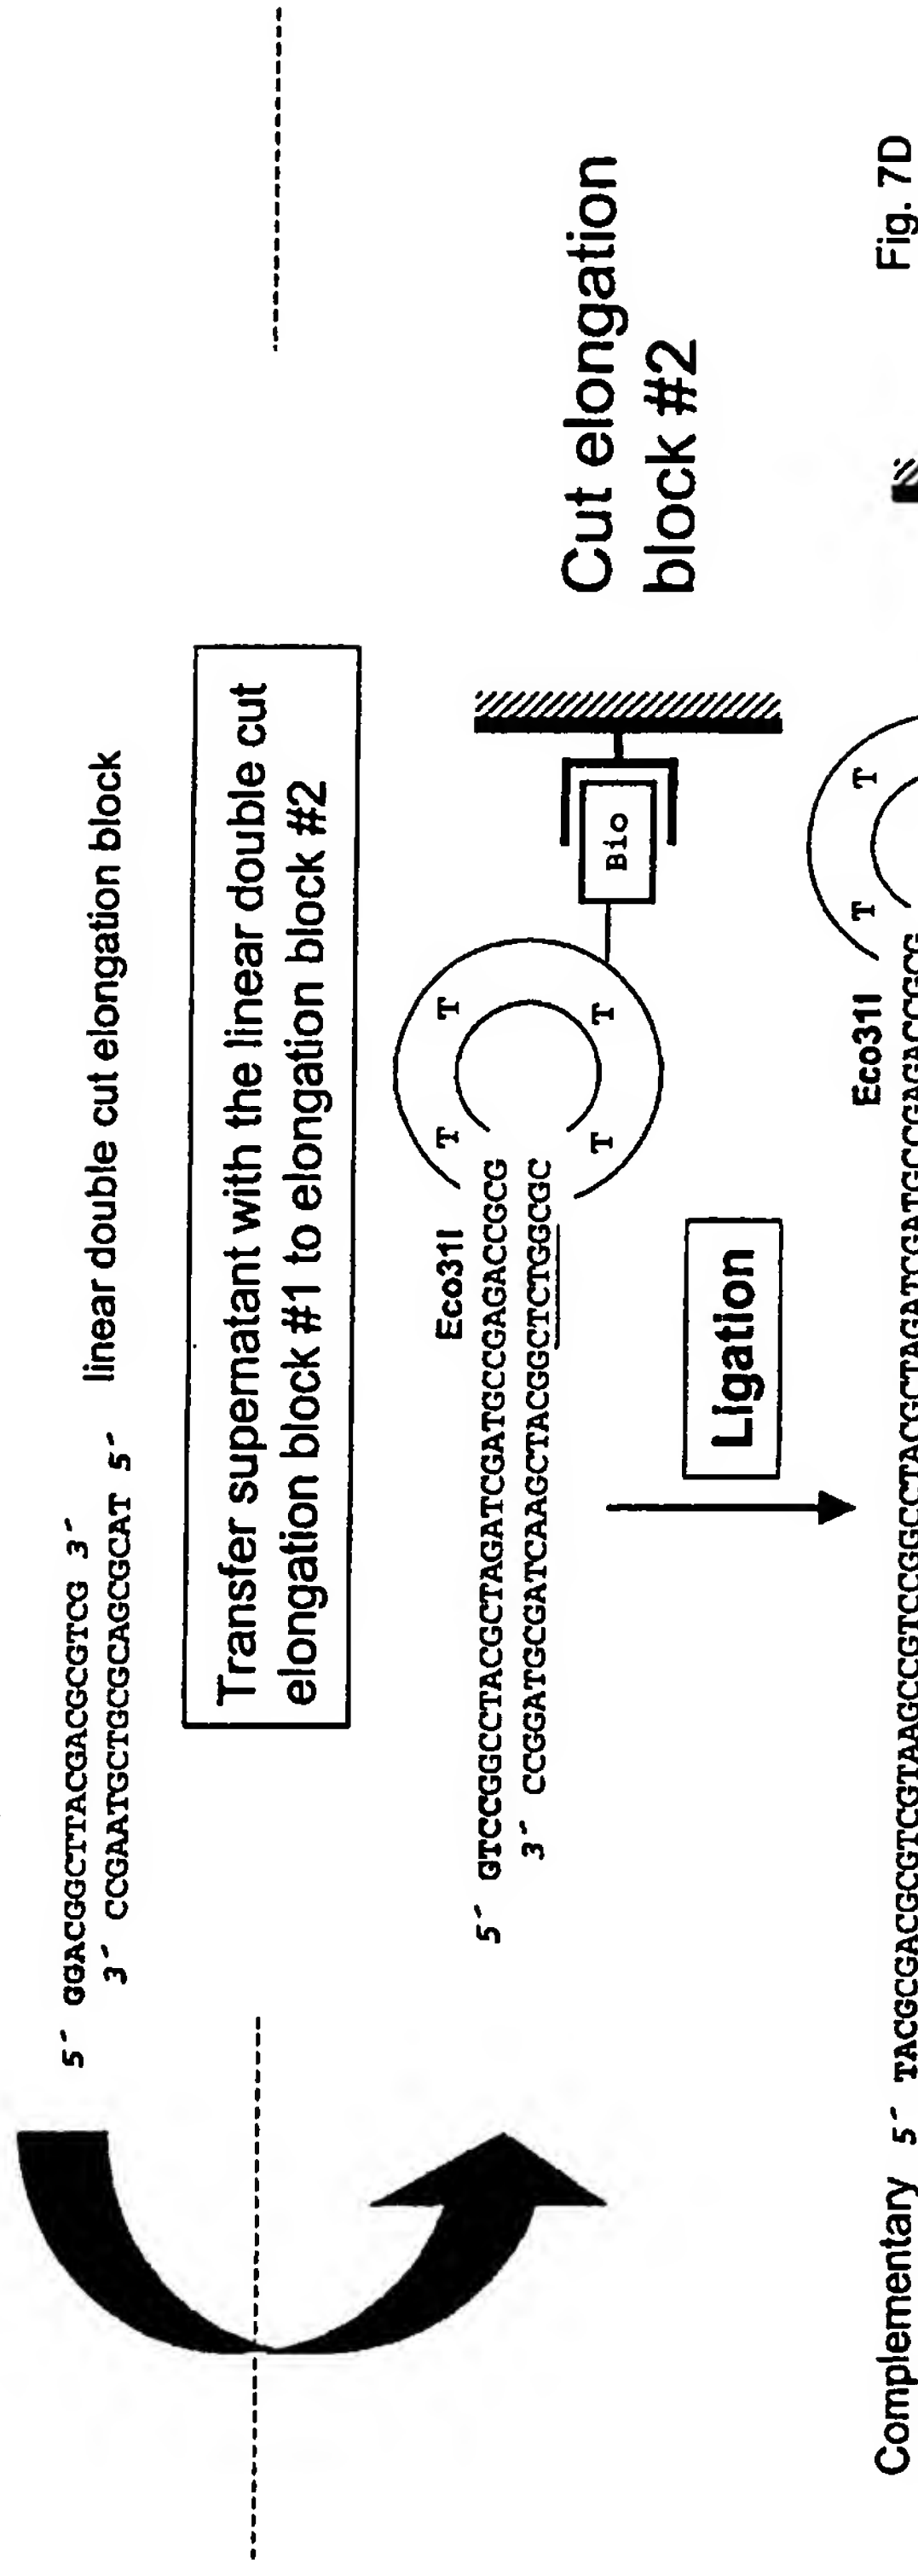 5´ GGACGGCTTACGACGCGTCG 3´
3´ CCGAATGCTGCGCAGCGCAT 5´
linear double cut elongation block
Transfer supernatant with the linear double cut
elongation block #1 to elongation block #2
Eco31I
T T
5´ GTCCGGCCTACGCTAGATCGATGCCGAGACCGCG
3´ CCGGATGCGATCAAGCTACGGCTCTGGCGC
T T
Bio
Cut elongation
block #2
Ligation
Eco31I
T T
Complementary 5´ TACGCGACGCGTCGTAAGCCGTCCGGCCTACGCTAGATCGATGCCGAGACCGCG
Fig. 7D